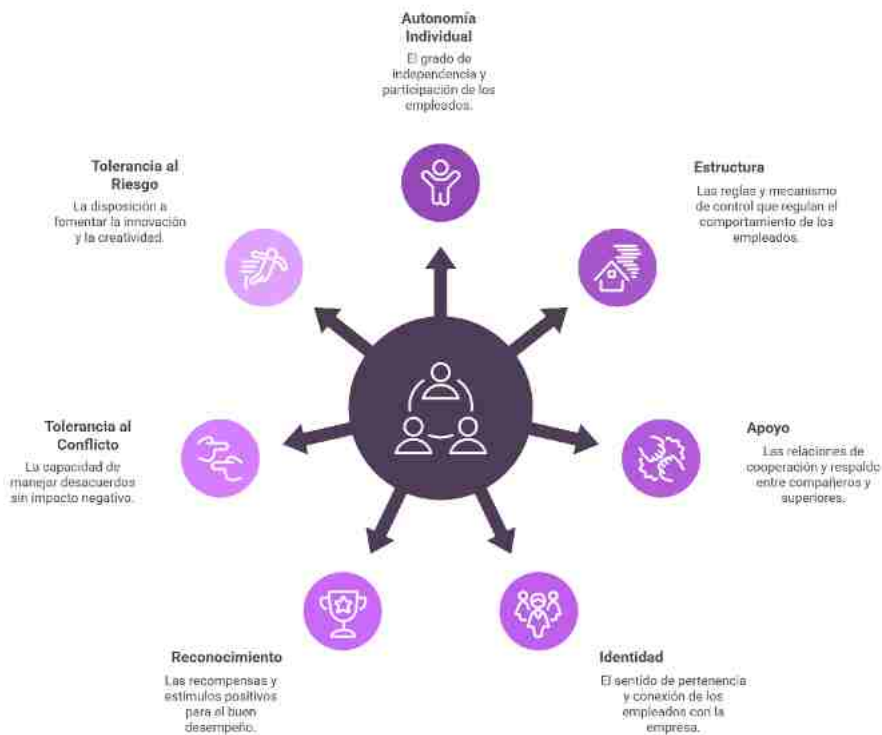 Autonomía
Individual
El grado de
independencia y
participación de los
empleados.
Tolerancia al
Riesgo
La disposición a
fomentar la innovación
y la creatividad.
Estructura
Las reglas y mecanismo
de control que regulan el
comportamiento de los
empleados.
Tolerancia al
Conflicto
La capacidad de
manejar desacuerdos
sin impacto negativo.
Apoyo
Las relaciones de
cooperación y respaldo
entre compañeros y
superiores.
Reconocimiento
Las recompensas y
estímulos positivos
para el buen
desempeño.
Identidad
El sentido de pertenencia
y conexión de los
empleados con la
empresa.